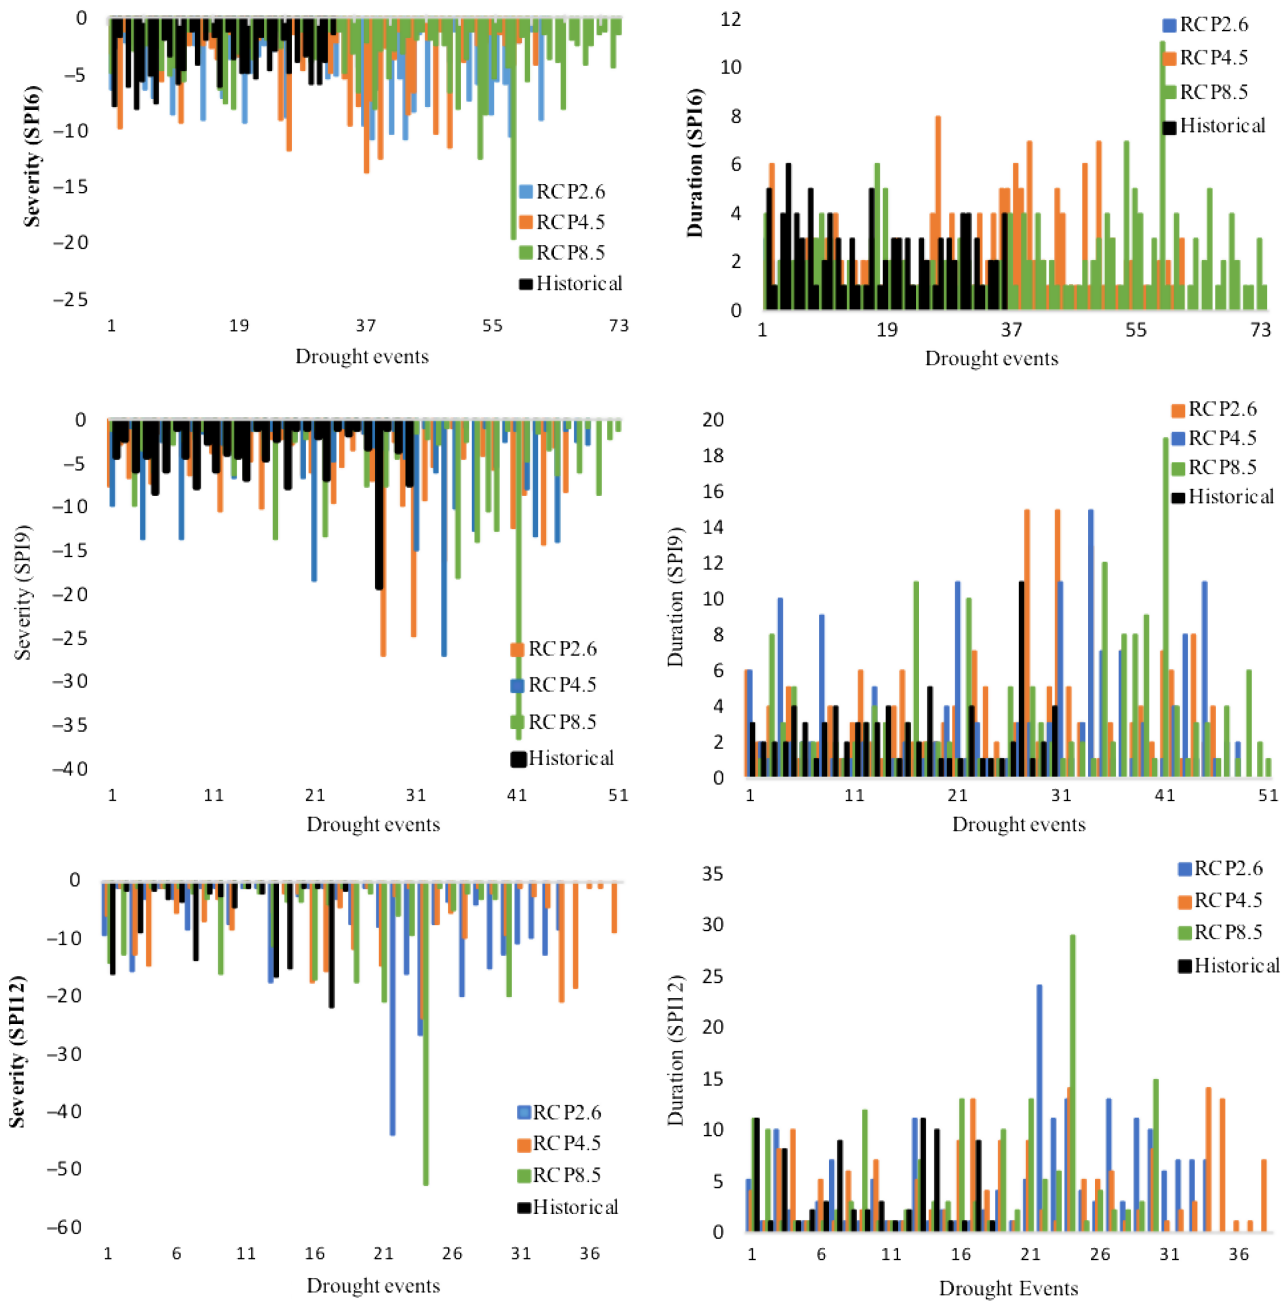 0
−5
−10
−15
−20
−25
Severity (SPI6)
RCP2.6
RCP4.5
RCP8.5
Historical
1 19 37 55 73
Drought events
12
10
8
6
4
2
0
Duration (SPI6)
RCP2.6
RCP4.5
RCP8.5
Historical
1 19 37 55 73
Drought events
0
−5
−10
−15
−20
−25
−30
−35
−40
Severity (SPI9)
RCP2.6
RCP4.5
RCP8.5
Historical
1 11 21 31 41 51
Drought events
20
18
16
14
12
10
8
6
4
2
0
Duration (SPI9)
RCP2.6
RCP4.5
RCP8.5
Historical
1 11 21 31 41 51
Drought events
0
−10
−20
−30
−40
−50
−60
Severity (SPI12)
RCP2.6
RCP4.5
RCP8.5
Historical
1 6 11 16 21 26 31 36
Drought events
35
30
25
20
15
10
5
0
Duration (SPI12)
RCP2.6
RCP4.5
RCP8.5
Historical
1 6 11 16 21 26 31 36
Drought Events